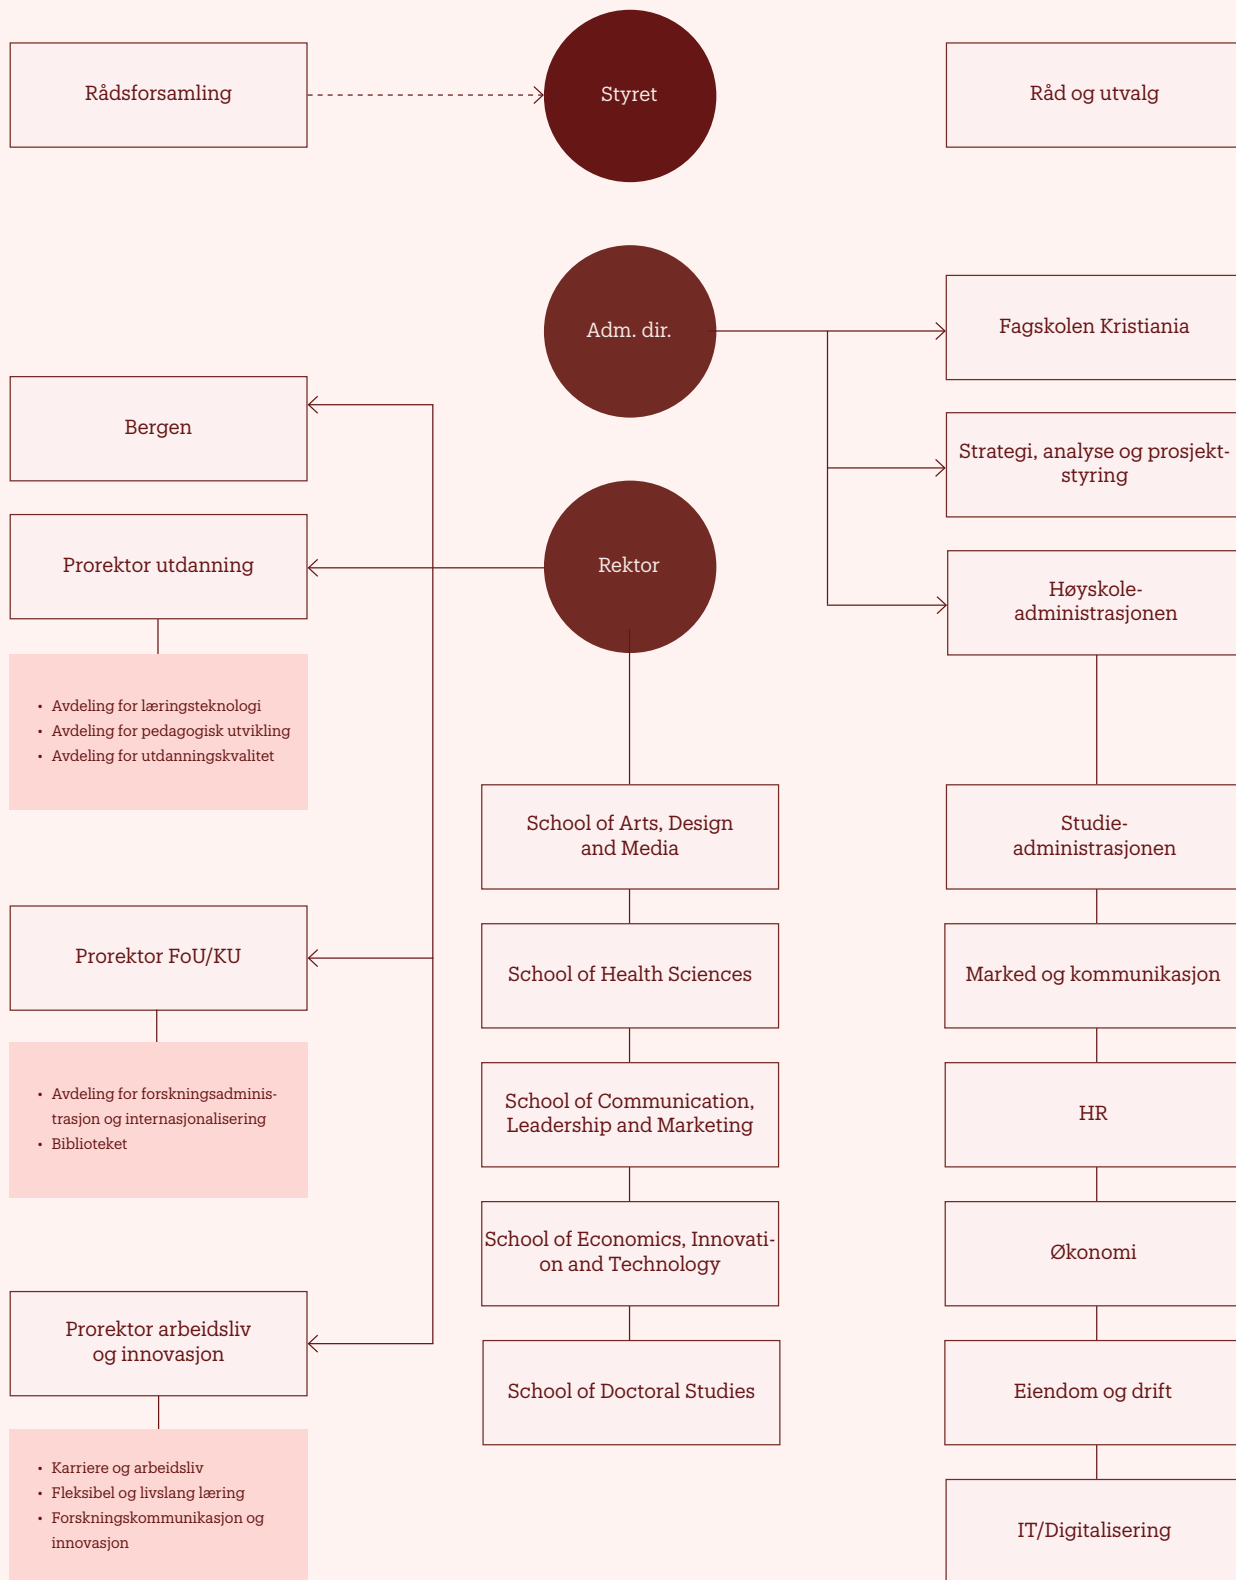 Rådsforsamling
Styret
Råd og utvalg
Adm. dir.
Fagskolen Kristiania
Bergen
Strategi, analyse og prosjekt-
styring
Prorektor utdanning
Rektor
Høyskole-
administrasjonen
• Avdeling for læringsteknologi
• Avdeling for pedagogisk utvikling
• Avdeling for utdanningskvalitet
School of Arts, Design
and Media
Studie-
administrasjonen
Prorektor FoU/KU
School of Health Sciences
Marked og kommunikasjon
• Avdeling for forskningsadminis-
trasjon og internasjonalisering
• Biblioteket
School of Communication,
Leadership and Marketing
HR
School of Economics, Innovati-
on and Technology
Økonomi
Prorektor arbeidsliv
og innovasjon
School of Doctoral Studies
Eiendom og drift
• Karriere og arbeidsliv
• Fleksibel og livslang læring
• Forskningskommunikasjon og
innovasjon
IT/Digitalisering